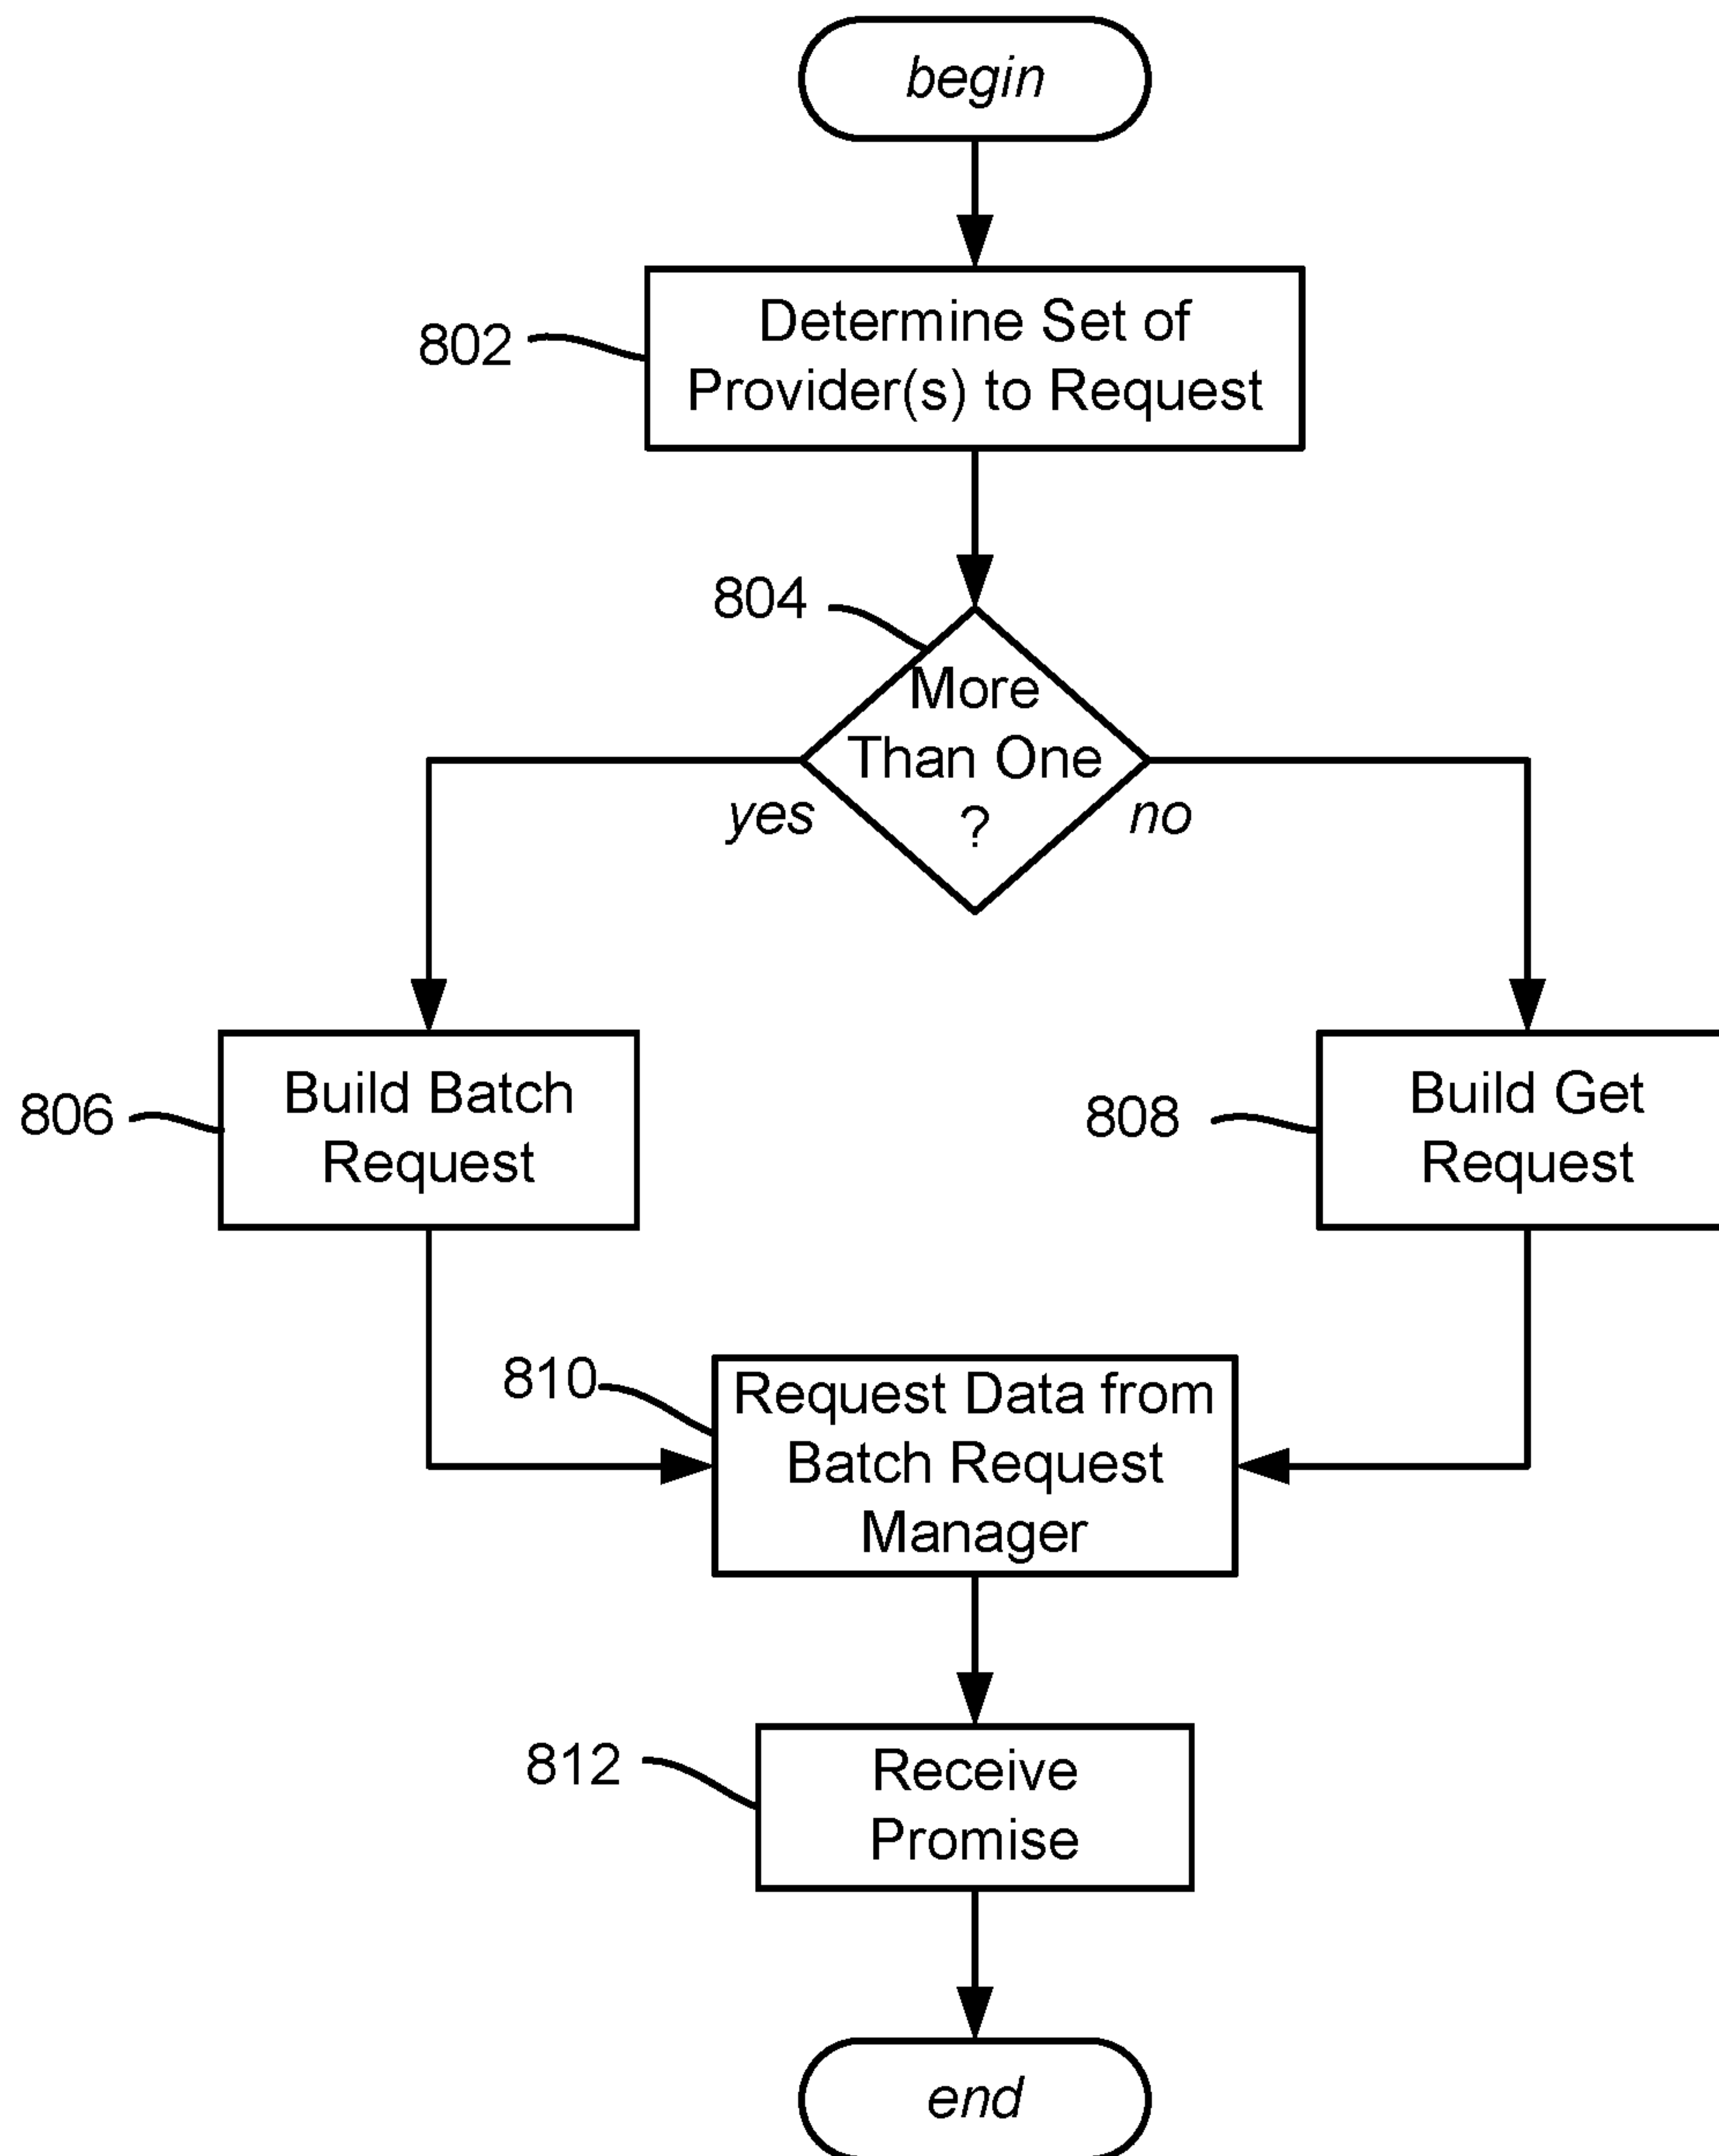 begin
802
Determine Set of
Provider(s) to Request
804
More
Than One
?
yes
no
806
Build Batch
Request
808
Build Get
Request
810
Request Data from
Batch Request
Manager
812
Receive
Promise
end